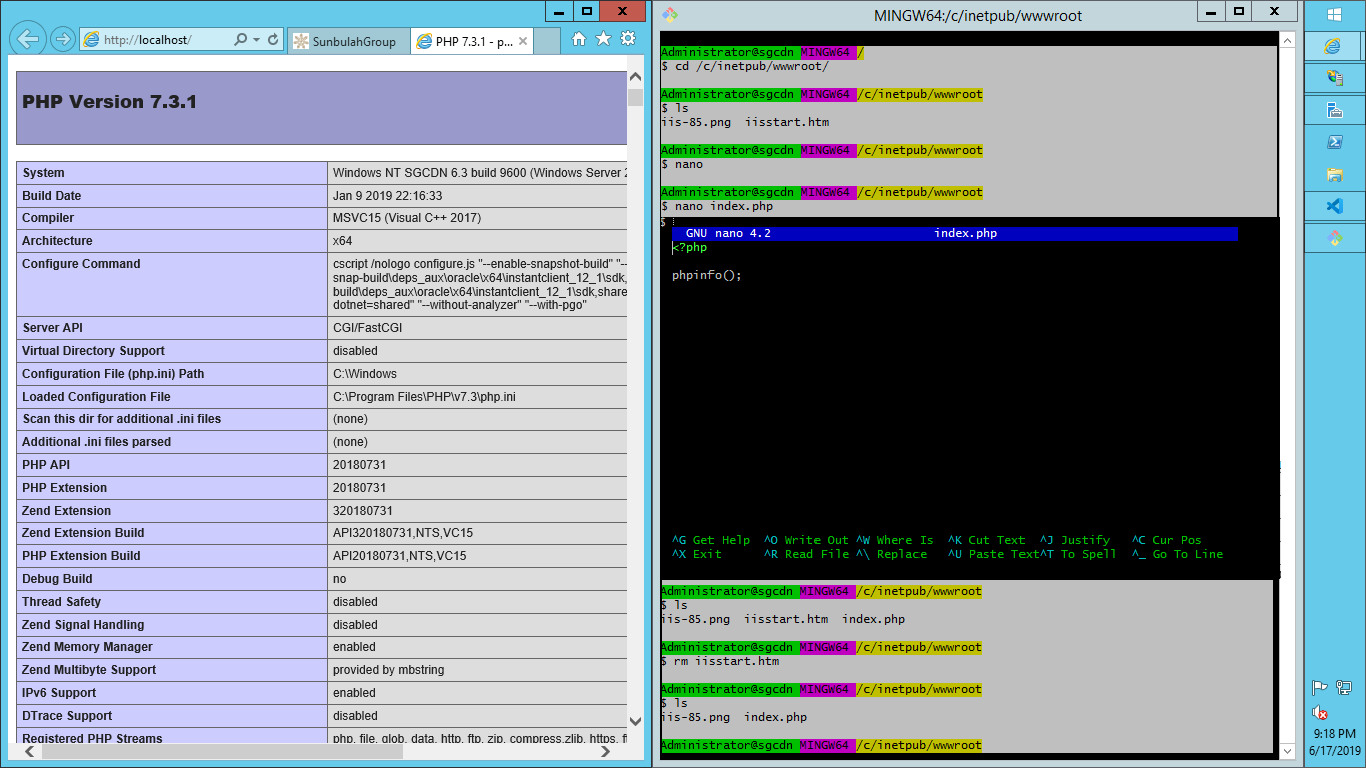 http://localhost/
SunbulahGroup
PHP 7.3.1 - p...
PHP Version 7.3.1
System Windows NT SGCDN 6.3 build 9600 (Windows Server
Build Date Jan 9 2019 22:16:33
Compiler MSVC15 (Visual C++ 2017)
Architecture x64
Configure Command cscript /nologo configure.js "--enable-snapshot-build" "--
snap-build\deps_aux\oracle\x64\instantclient_12_1\sdk,
build\deps_aux\oracle\x64\instantclient_12_1\sdk,share
dotnet=shared" "--without-analyzer" "--with-pgo"
Server API CGI/FastCGI
Virtual Directory Support disabled
Configuration File (php.ini) Path C:\Windows
Loaded Configuration File C:\Program Files\PHP\v7.3\php.ini
Scan this dir for additional .ini files (none)
Additional .ini files parsed (none)
PHP API 20180731
PHP Extension 20180731
Zend Extension 320180731
Zend Extension Build API320180731,NTS,VC15
PHP Extension Build API20180731,NTS,VC15
Debug Build no
Thread Safety disabled
Zend Signal Handling disabled
Zend Memory Manager enabled
Zend Multibyte Support provided by mbstring
IPv6 Support enabled
DTrace Support disabled
Registered PHP Streams php, file, glob, data, http, ftp, zip, compress.zlib, https,
MINGW64:/c/inetpub/wwwroot
Administrator@sgcdn MINGW64 /
$ cd /c/inetpub/wwwroot/
Administrator@sgcdn MINGW64 /c/inetpub/wwwroot
$ ls
iis-85.png iisstart.htm
Administrator@sgcdn MINGW64 /c/inetpub/wwwroot
$ nano
Administrator@sgcdn MINGW64 /c/inetpub/wwwroot
$ nano index.php
$
GNU nano 4.2 index.php
<?php
phpinfo();
^G Get Help ^O Write Out ^W Where Is ^K Cut Text ^J Justify ^C Cur Pos
^X Exit ^R Read File ^\ Replace ^U Paste Text^T To Spell ^_ Go To Line
Administrator@sgcdn MINGW64 /c/inetpub/wwwroot
$ ls
iis-85.png iisstart.htm index.php
Administrator@sgcdn MINGW64 /c/inetpub/wwwroot
$ rm iisstart.htm
Administrator@sgcdn MINGW64 /c/inetpub/wwwroot
$ ls
iis-85.png index.php
Administrator@sgcdn MINGW64 /c/inetpub/wwwroot
9:18 PM
6/17/2019